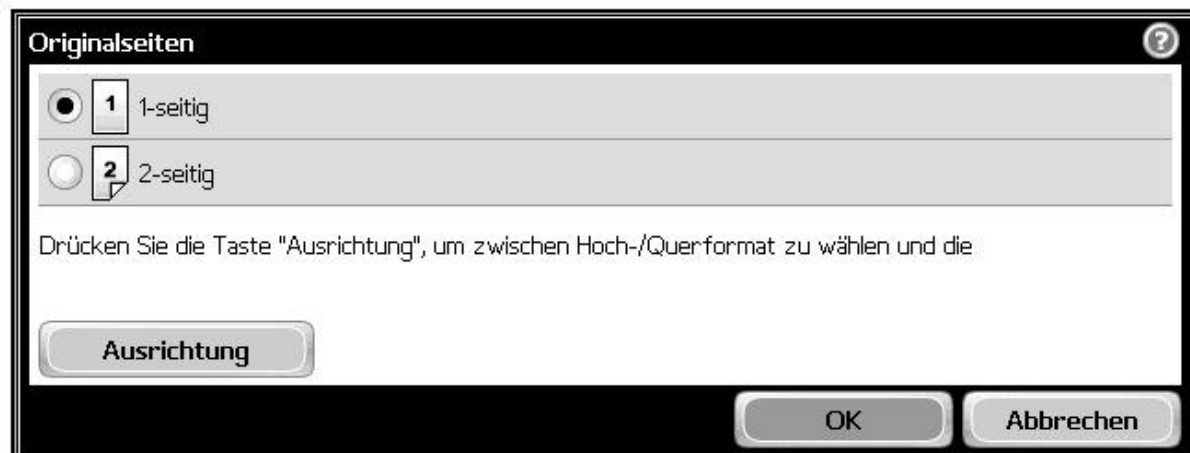 Originalseiten
?
1 1-seitig
2 2-seitig
Drücken Sie die Taste "Ausrichtung", um zwischen Hoch-/Querformat zu wählen und die
Ausrichtung
OK Abbrechen